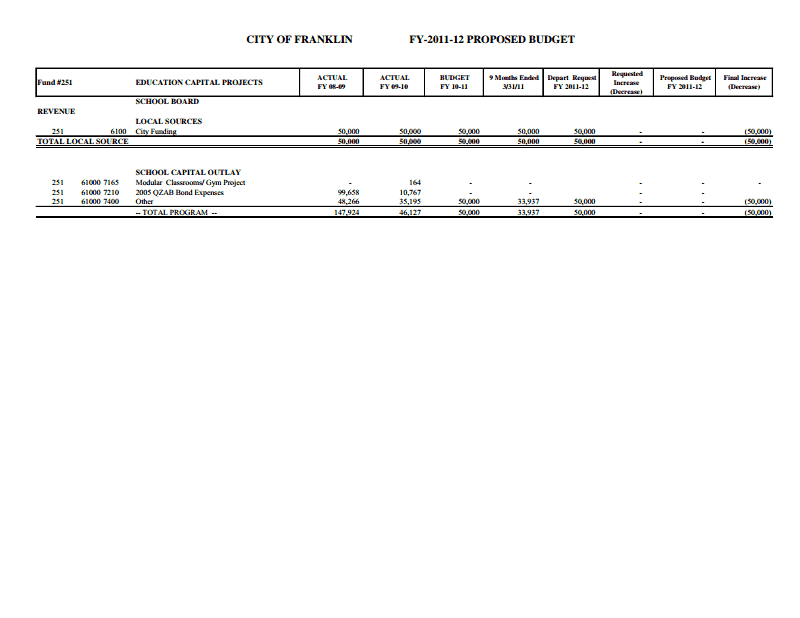 CITY OF FRANKLIN FY-2011-12 PROPOSED BUDGET
Fund #251 EDUCATION CAPITAL PROJECTS ACTUAL FY 08-09 ACTUAL FY 09-10 BUDGET FY 10-11 9 Months Ended 3/31/11 Depart Request FY 2011-12 Requested Increase (Decrease) Proposed Budget FY 2011-12 Final Increase (Decrease)
SCHOOL BOARD
REVENUE
LOCAL SOURCES
251 6100 City Funding 50,000 50,000 50,000 50,000 50,000 - - (50,000)
TOTAL LOCAL SOURCE 50,000 50,000 50,000 50,000 50,000 - - (50,000)
SCHOOL CAPITAL OUTLAY
251 61000 7165 Modular Classrooms/ Gym Project - 164 - - - - -
251 61000 7210 2005 QZAB Bond Expenses 99,658 10,767 - - - -
251 61000 7400 Other 48,266 35,195 50,000 33,937 50,000 - - (50,000)
-- TOTAL PROGRAM -- 147,924 46,127 50,000 33,937 50,000 - - (50,000)